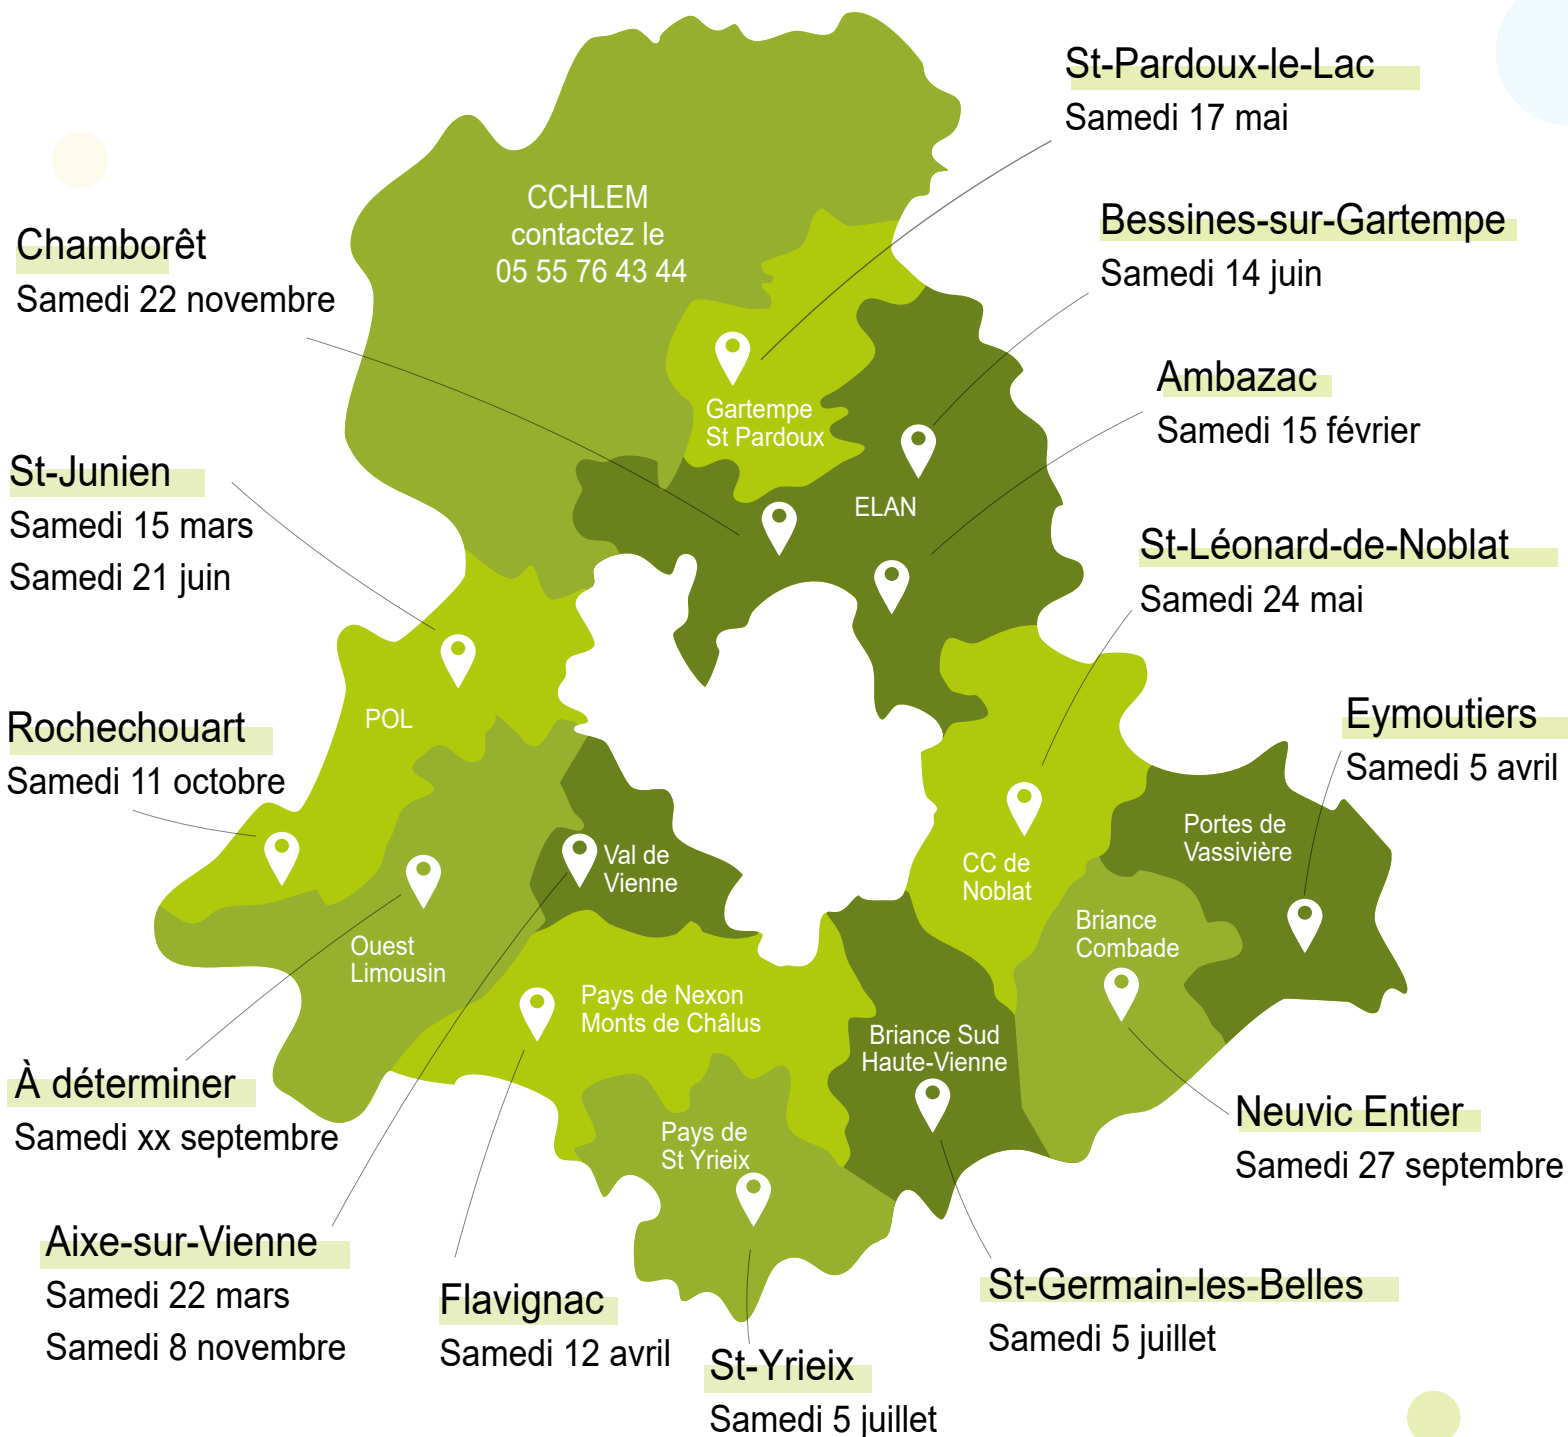 St-Pardoux-le-Lac
Samedi 17 mai
CCHLEM
contactez le
05 55 76 43 44
Bessines-sur-Gartempe
Samedi 14 juin
Chamborêt
Samedi 22 novembre
Ambazac
Samedi 15 février
Gartempe
St Pardoux
St-Junien
Samedi 15 mars
Samedi 21 juin
ELAN
St-Léonard-de-Noblat
Samedi 24 mai
POL
Rochechouart
Samedi 11 octobre
Eymoutiers
Samedi 5 avril
Portes de
Vassivière
Val de
Vienne
CC de
Noblat
Ouest
Limousin
Briance
Combade
Pays de Nexon
Monts de Châlus
Briance Sud
Haute-Vienne
À déterminer
Samedi xx septembre
Pays de
St Yrieix
Neuvic Entier
Samedi 27 septembre
Aixe-sur-Vienne
Samedi 22 mars
Samedi 8 novembre
Flavignac
Samedi 12 avril
St-Germain-les-Belles
Samedi 5 juillet
St-Yrieix
Samedi 5 juillet